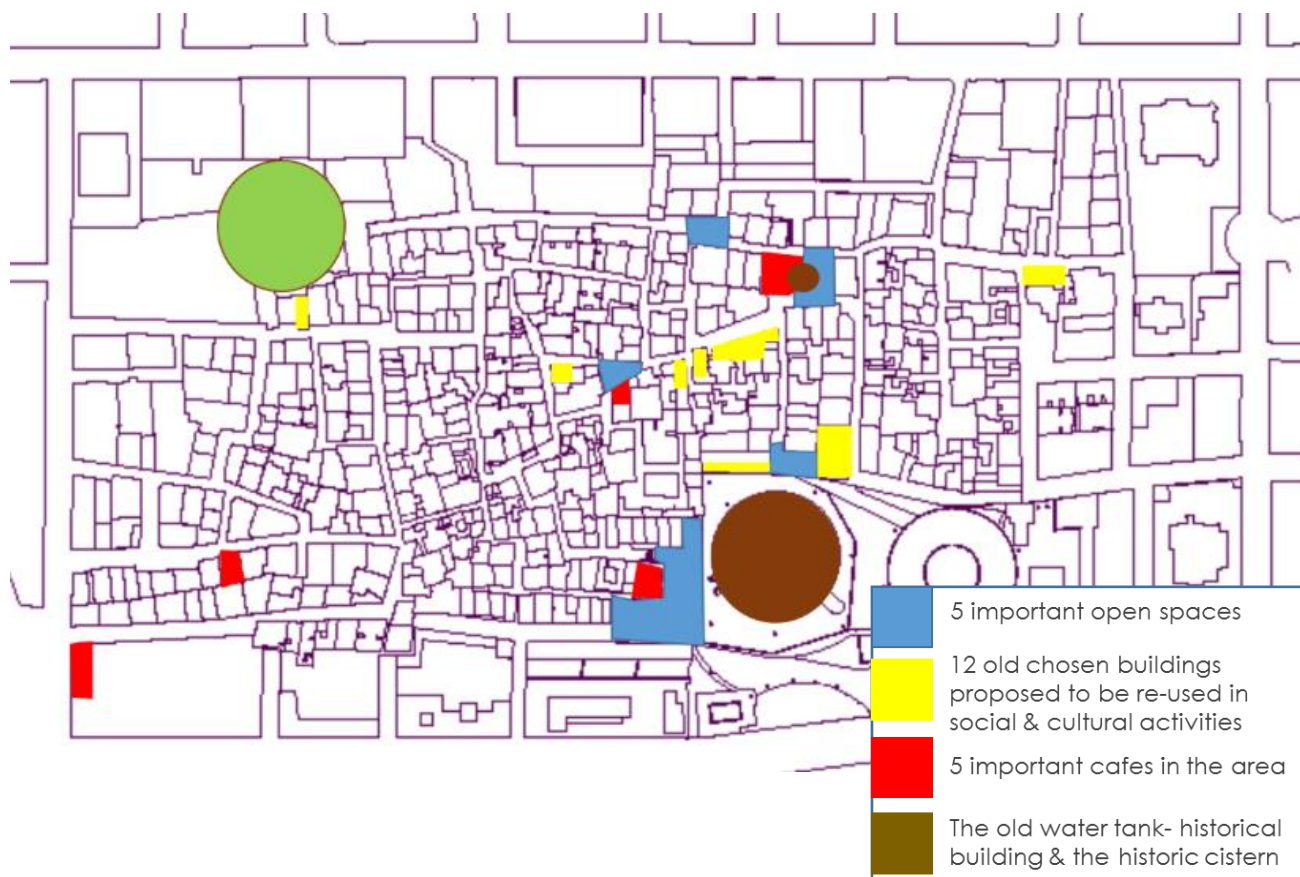 5 important open spaces
12 old chosen buildings
proposed to be re-used in
social & cultural activities
5 important cafes in the area
The old water tank- historical
building & the historic cistern